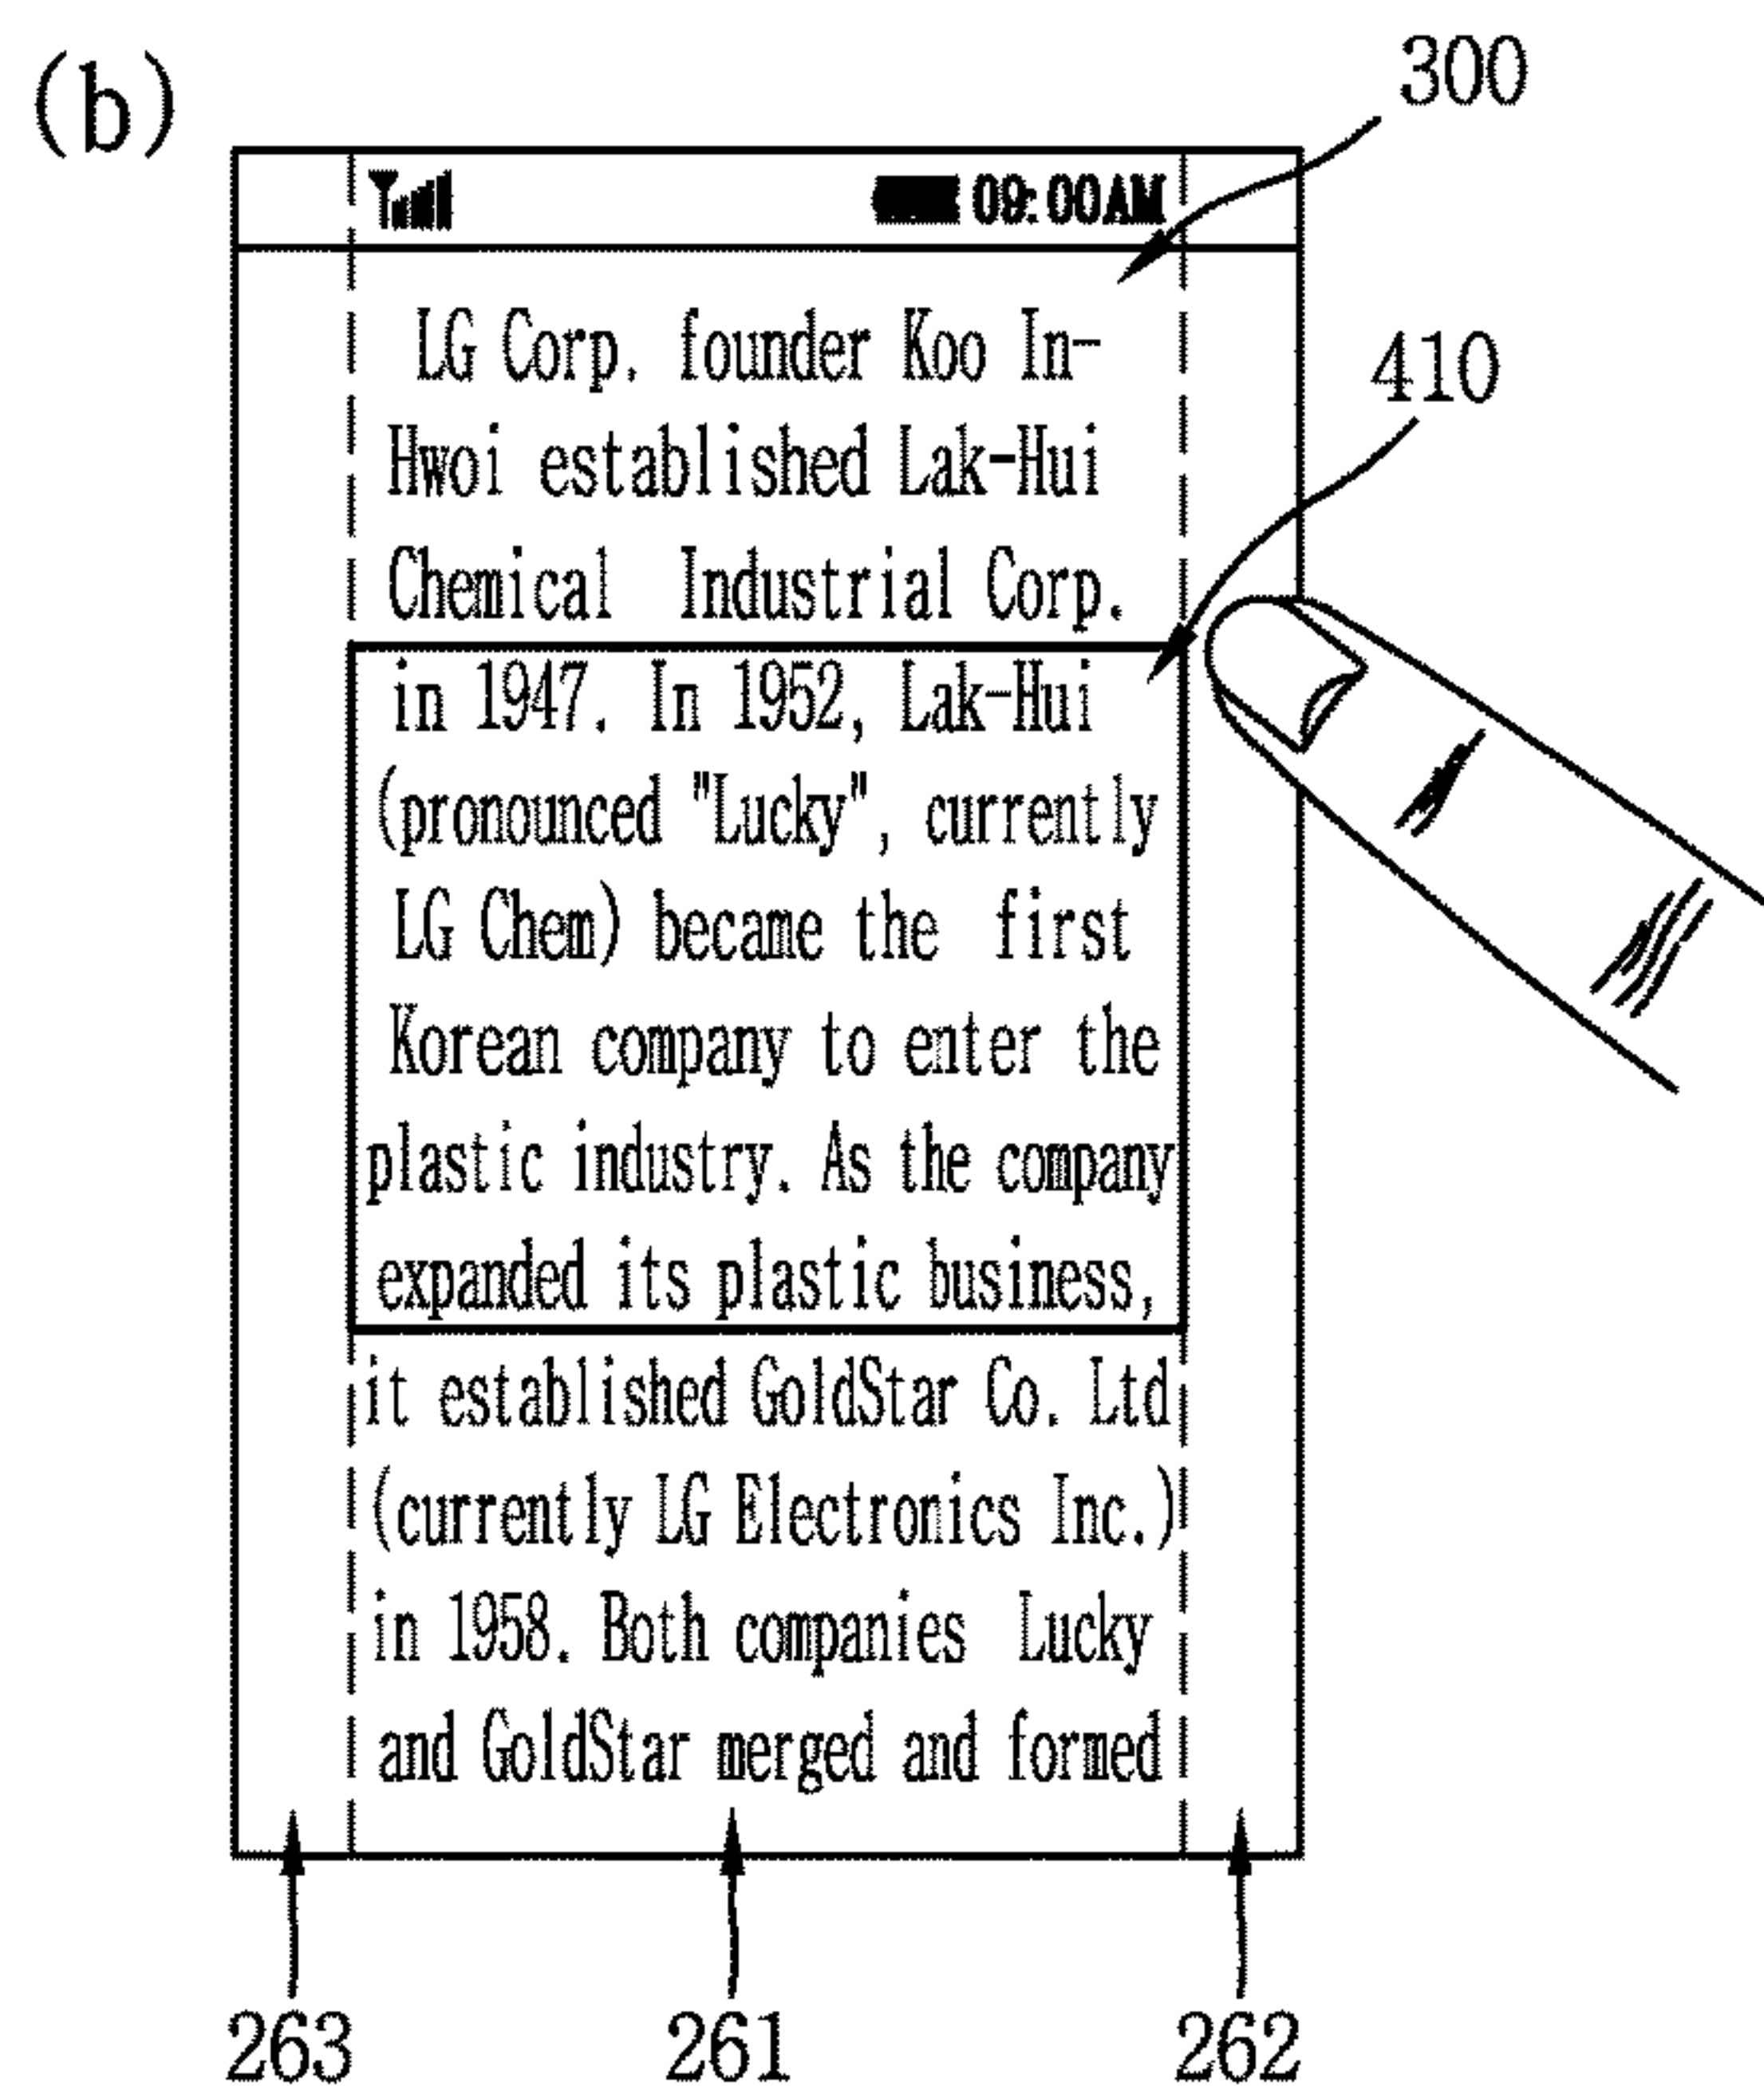 (b)
300
09:00AM
LG Corp. founder Koo In-
410
Hwoi established Lak-Hui
Chemical Industrial Corp.
in 1947. In 1952, Lak-Hui
(pronounced "Lucky", currently
LG Chem) became the first
Korean company to enter the
plastic industry. As the company
expanded its plastic business,
it established GoldStar Co. Ltd
(currently LG Electronics Inc.)
in 1958. Both companies Lucky
and GoldStar merged and formed
263 261 262